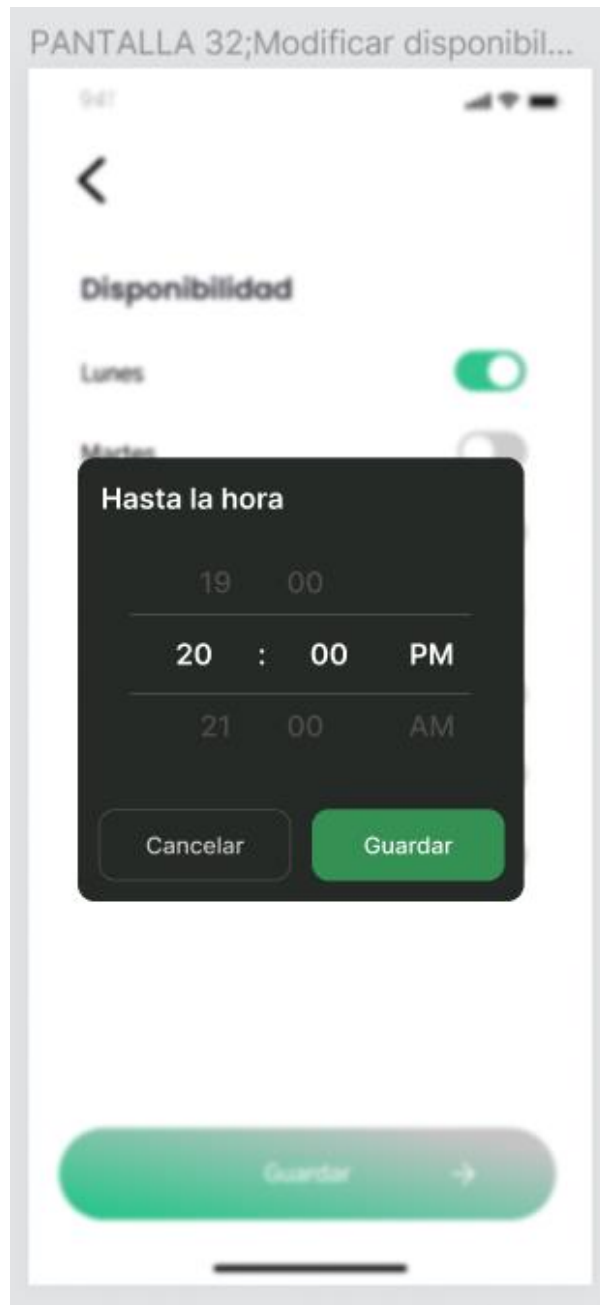 PANTALLA 32;Modificar disponibil...
941
Disponibilidad
Lunes
Martes
Hasta la hora
19 00
20 : 00 PM
21 00 AM
Cancelar Guardar
Guardar